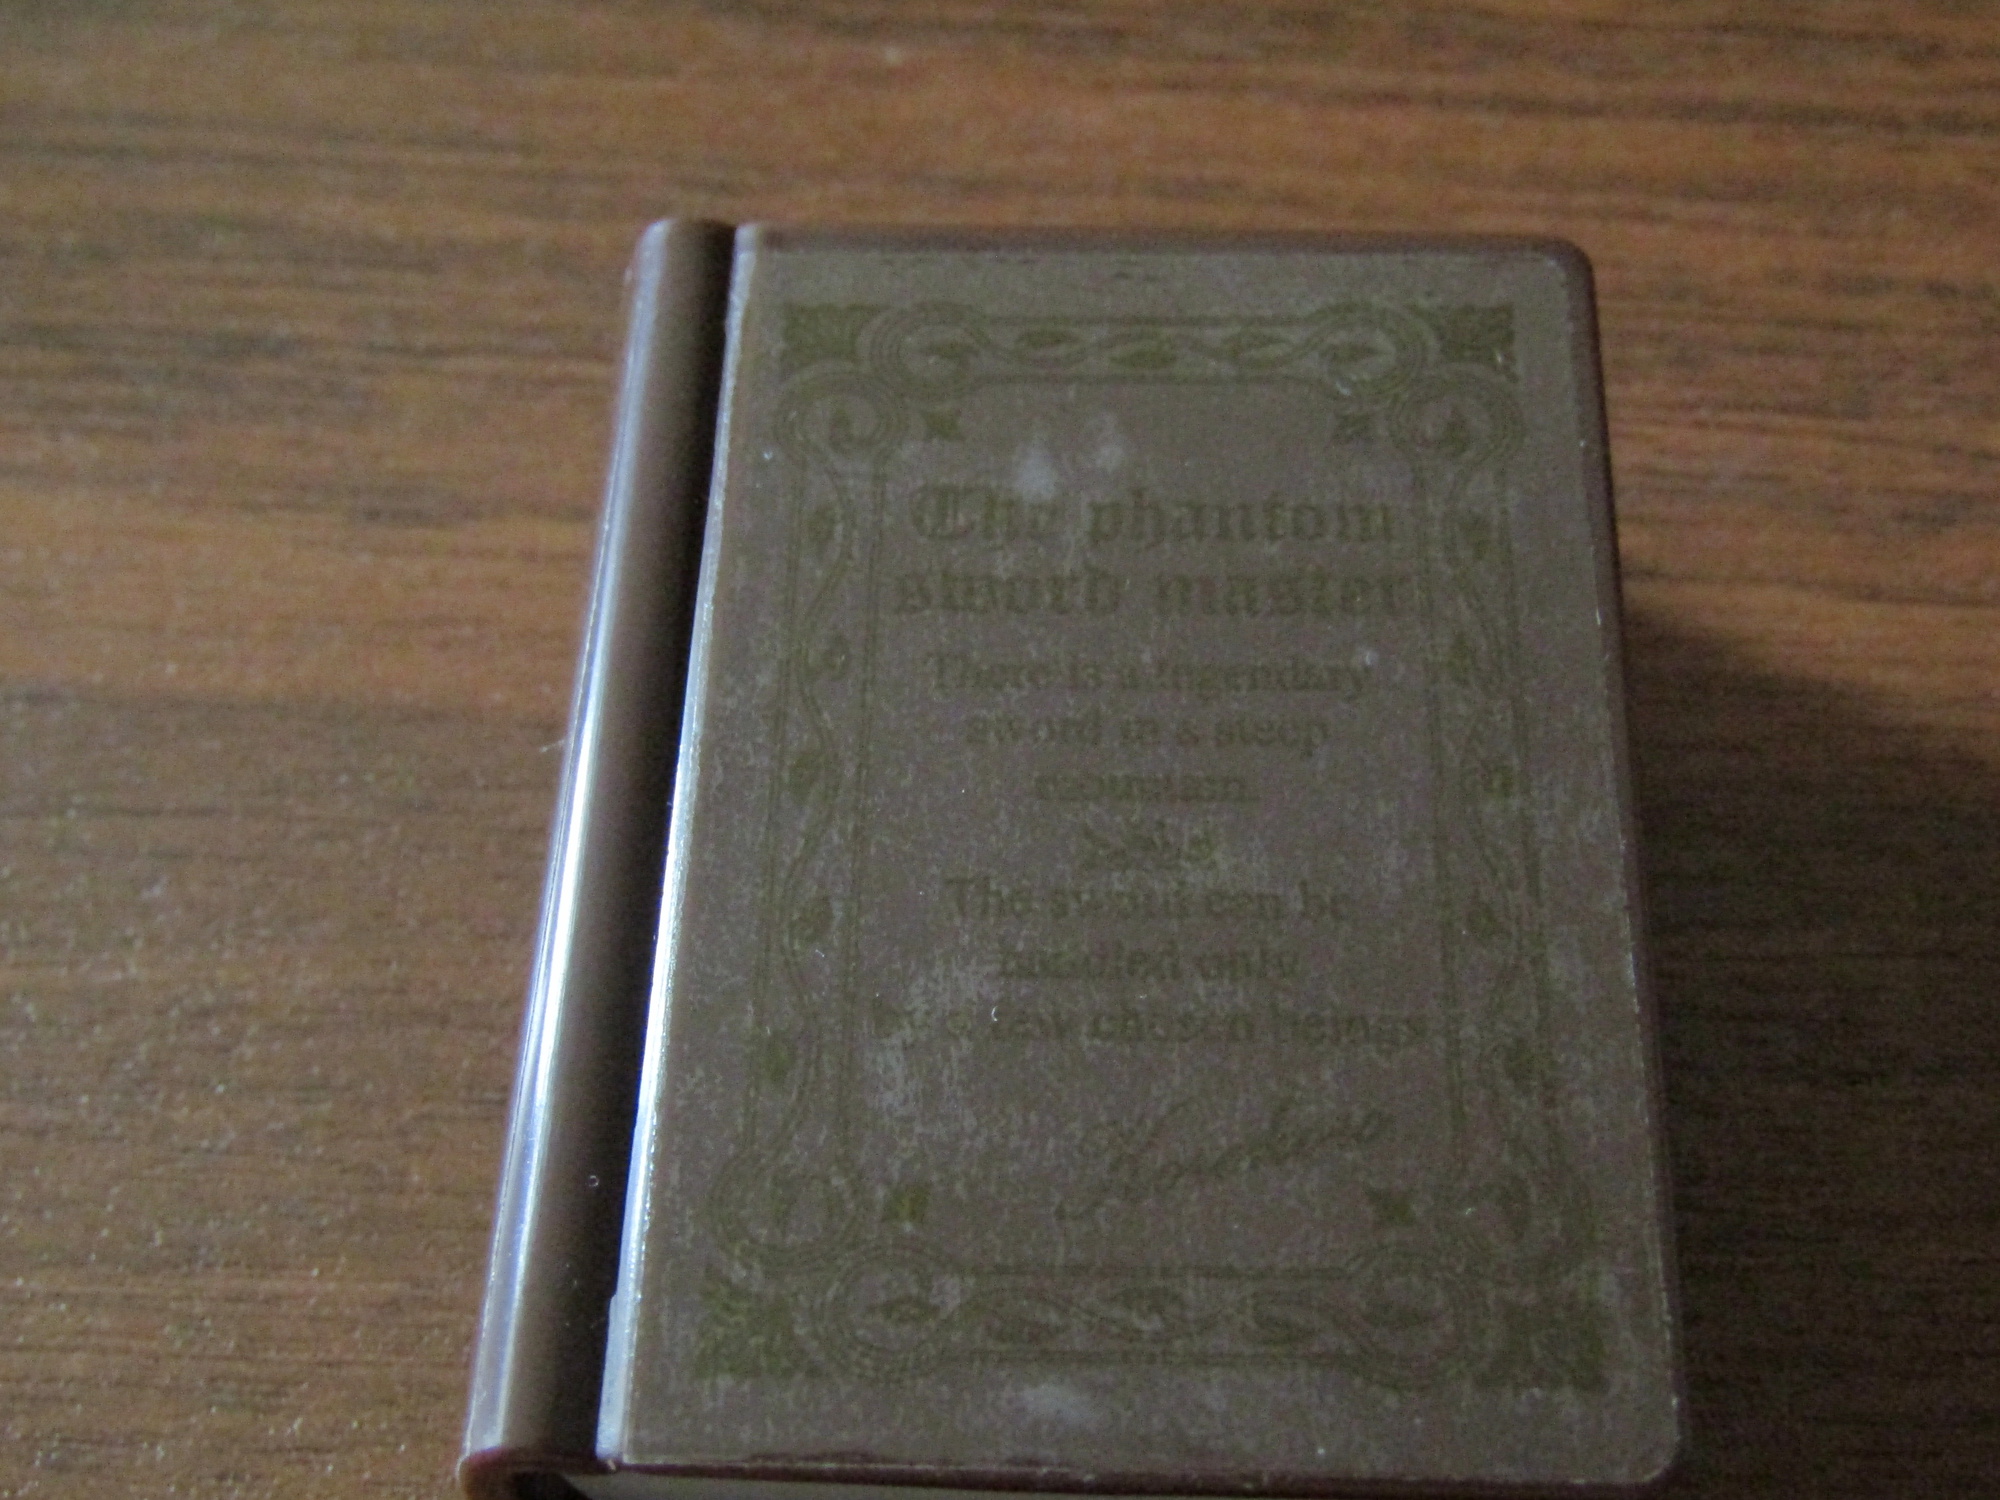 The phantom
sword master
There is a legendary
sword in a steep
mountain.
The sword can be
handled only
by a few chosen beings